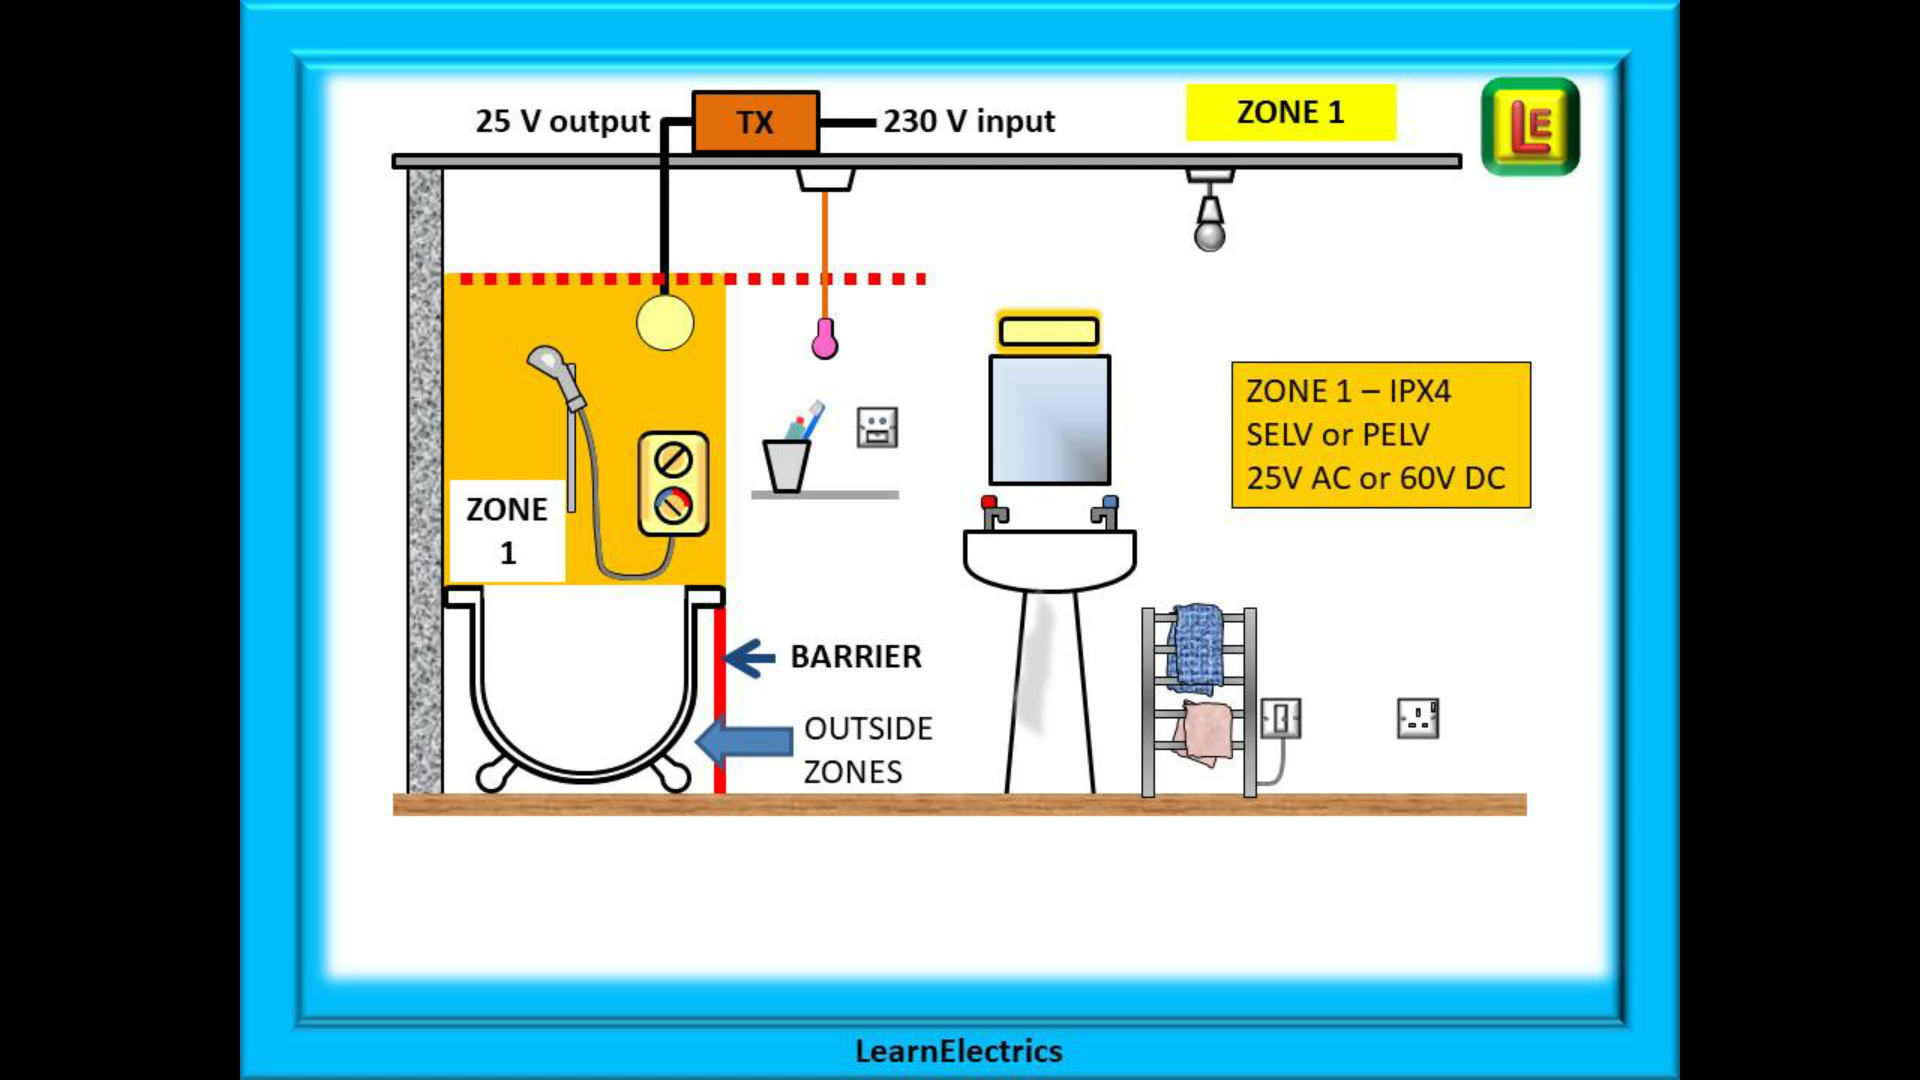 25 V output
TX
230 V input
ZONE 1
LE
ZONE 1 – IPX4
SELV or PELV
25V AC or 60V DC
ZONE
1
BARRIER
OUTSIDE
ZONES
LearnElectrics